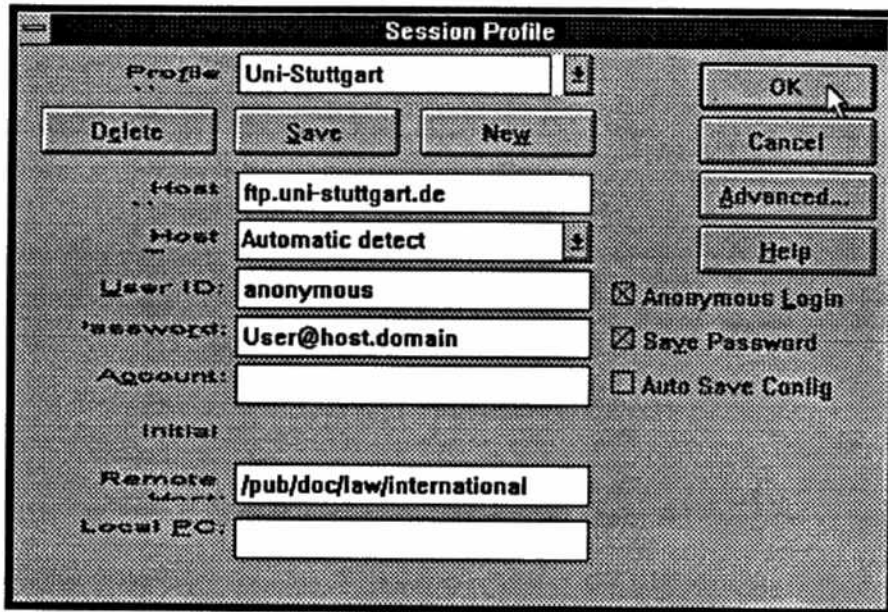 Session Profile
Profile Uni-Stuttgart
OK
Delete Save New
Cancel
Host ftp.uni-stuttgart.de
Advanced...
Host Automatic detect
Help
User ID: anonymous
Anonymous Login
Password: User@host.domain
Save Password
Account:
Auto Save Config
Initial
Remote /pub/doc/law/international
Local PC: